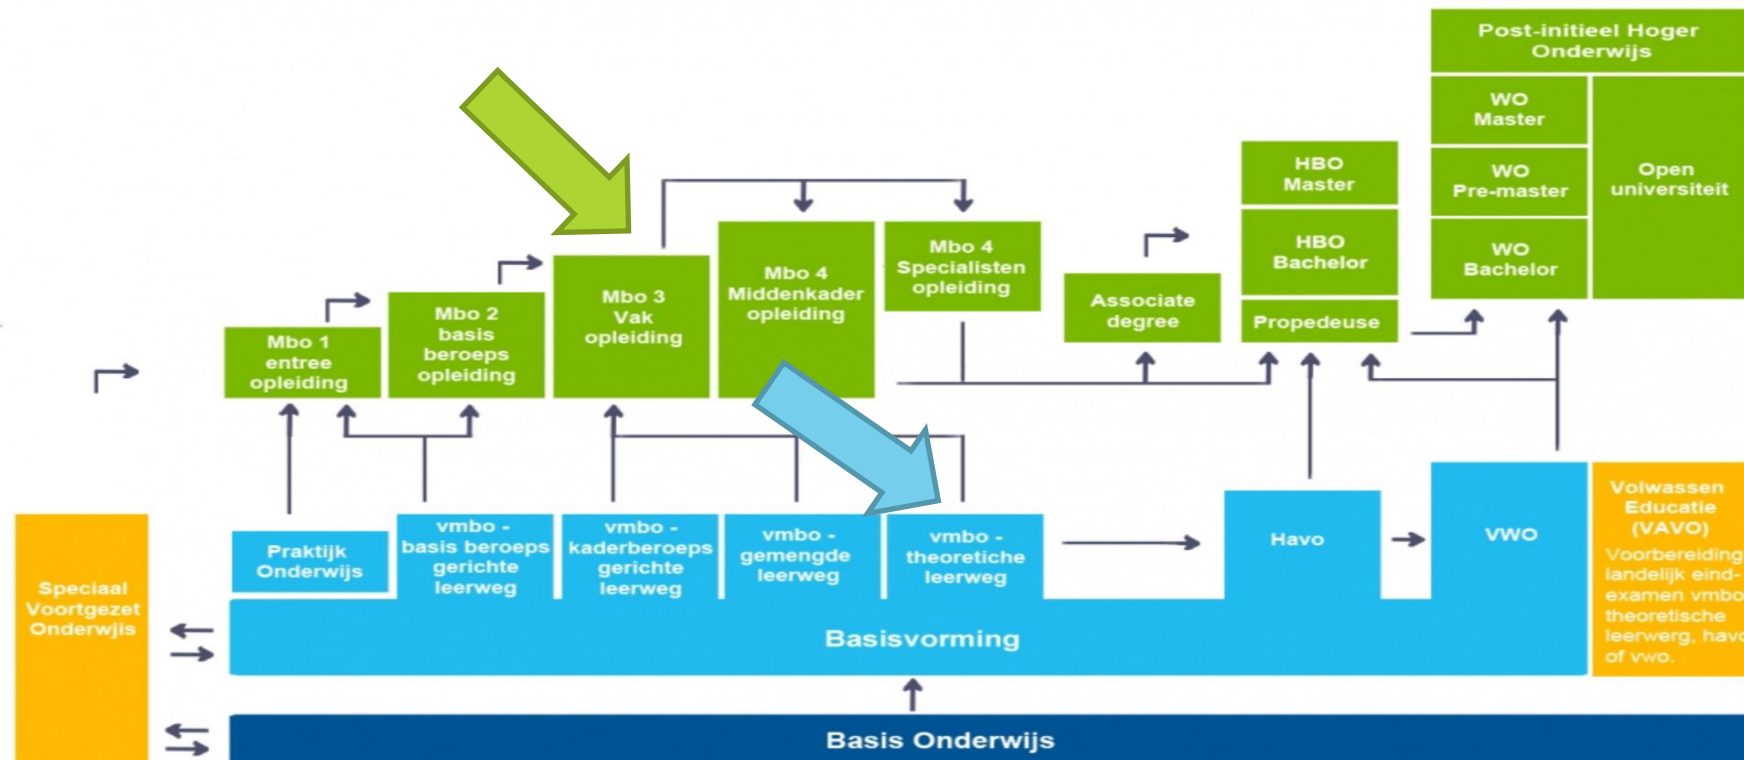 Post-initieel Hoger
Onderwijs
WO
Master
WO
Pre-master
WO
Bachelor
Open
universiteit
HBO
Master
HBO
Bachelor
Propedeuse
Associate
degree
Mbo 4
Specialisten
opleiding
Mbo 4
Middenkader
opleiding
Mbo 3
Vak
opleiding
Mbo 2
basis
beroeps
opleiding
Mbo 1
entree
opleiding
Speciaal
Voortgezet
Onderwjis
Praktijk
Onderwijs
vmbo -
basis beroeps
gerichte
leerweg
vmbo -
kaderberoeps
gerichte
leerweg
vmbo -
gemengde
leerweg
vmbo -
theoretiche
leerweg
Havo
VWO
Volwassen
Educatie
(VAVO)
Voorbereiding
landelijk eind-
examen vmbo
theoretische
leerwerg, havo
of vwo.
Basisvorming
Basis Onderwijs